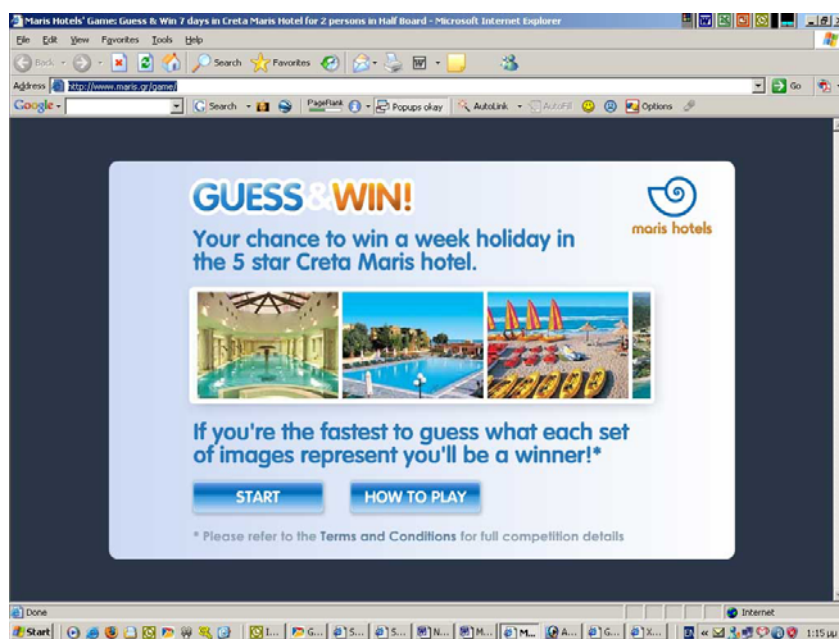 Maris Hotels' Game: Guess & Win 7 days in Creta Maris Hotel for 2 persons in Half Board - Microsoft Internet Explorer
File Edit View Favorites Tools Help
Back Search Favorites
Address http://www.maris.gr/game/ Go
Google Search PageRank Popups okay AutoLink AutoFill Options
GUESS & WIN!
maris hotels
Your chance to win a week holiday in
the 5 star Creta Maris hotel.
If you're the fastest to guess what each set
of images represent you'll be a winner!*
START HOW TO PLAY
* Please refer to the Terms and Conditions for full competition details
Done Internet
Start I... G... S... S... N... M... M... A... G... X... 1:15